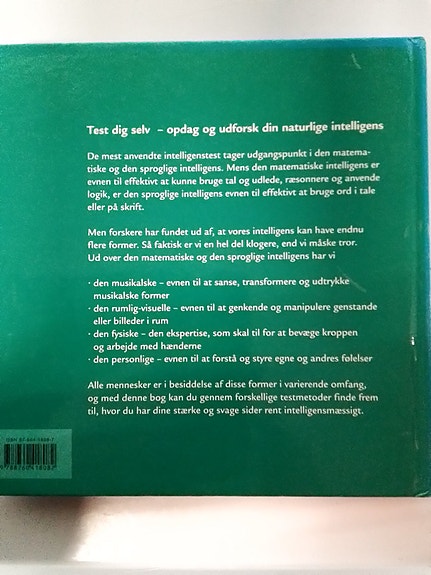 Test dig selv – opdag og udforsk din naturlige intelligens
De mest anvendte intelligenstest tager udgangspunkt i den matema-
tiske og den sproglige intelligens. Mens den matematiske intelligens er
evnen til effektivt at kunne bruge tal og udlede, ræsonnere og anvende
logik, er den sproglige intelligens evnen til effektivt at bruge ord i tale
eller på skrift.
Men forskere har fundet ud af, at vores intelligens kan have endnu
flere former. Så faktisk er vi en hel del klogere, end vi måske tror.
Ud over den matematiske og den sproglige intelligens har vi
· den musikalske – evnen til at sanse, transformere og udtrykke
musikalske former
· den rumlig-visuelle – evnen til at genkende og manipulere genstande
eller billeder i rum
· den fysiske – den ekspertise, som skal til for at bevæge kroppen
og arbejde med hænderne
· den personlige – evnen til at forstå og styre egne og andres følelser
Alle mennesker er i besiddelse af disse former i varierende omfang,
og med denne bog kan du gennem forskellige testmetoder finde frem
til, hvor du har dine stærke og svage sider rent intelligensmæssigt.
ISBN